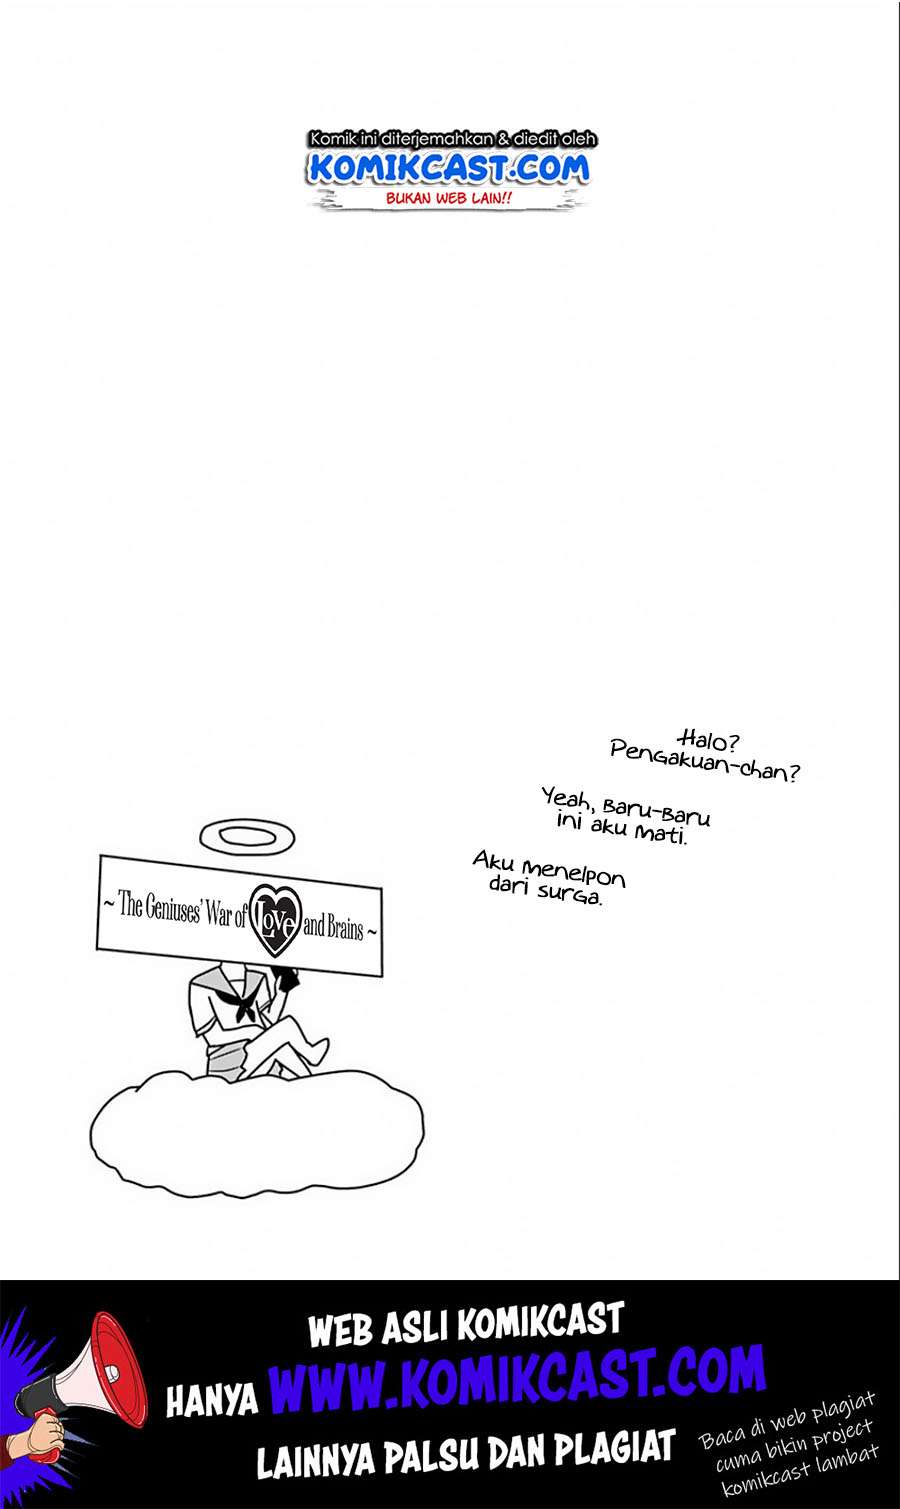 Komik ini diterjemahkan & diedit oleh
KOMIKCAST.COM
BUKAN WEB LAIN!!
Halo?
Pengakuan-chan?
Yeah, Baru-Baru
ini aku mati.
Aku menelpon
dari surga.
~ The Geniuses' War of Love and Brains ~
WEB ASLI KOMIKCAST
HANYA WWW.KOMIKCAST.COM
LAINNYA PALSU DAN PLAGIAT
Baca di web plagiat
cuma bikin project
komikcast lambat